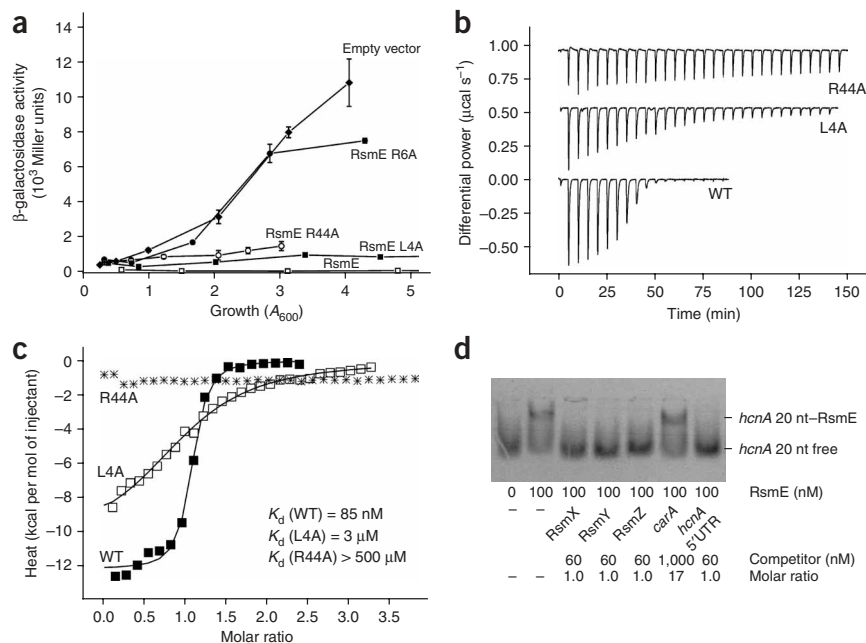 a
14
12
10
8
6
4
2
0
0
1
2
3
4
5
β-galactosidase activity
(10³ Miller units)
Growth (A₆₀₀)
Empty vector
RsmE R6A
RsmE R44A
RsmE L4A
RsmE
b
1.00
0.75
0.50
0.25
0.00
−0.25
−0.50
Differential power (μcal s⁻¹)
R44A
L4A
WT
0
25
50
75
100
125
150
Time (min)
c
0
−2
−4
−6
−8
−10
−12
Heat (kcal per mol of injectant)
R44A
L4A
WT
Kd (WT) = 85 nM
Kd (L4A) = 3 μM
Kd (R44A) > 500 μM
0.0
0.5
1.0
1.5
2.0
2.5
3.0
3.5
Molar ratio
d
hcnA 20 nt–RsmE
hcnA 20 nt free
0 100 100 100 100 100 100 RsmE (nM)
– – RsmX RsmY RsmZ carA hcnA 5′UTR
60 60 60 1,000 60 Competitor (nM)
– – 1.0 1.0 1.0 17 1.0 Molar ratio